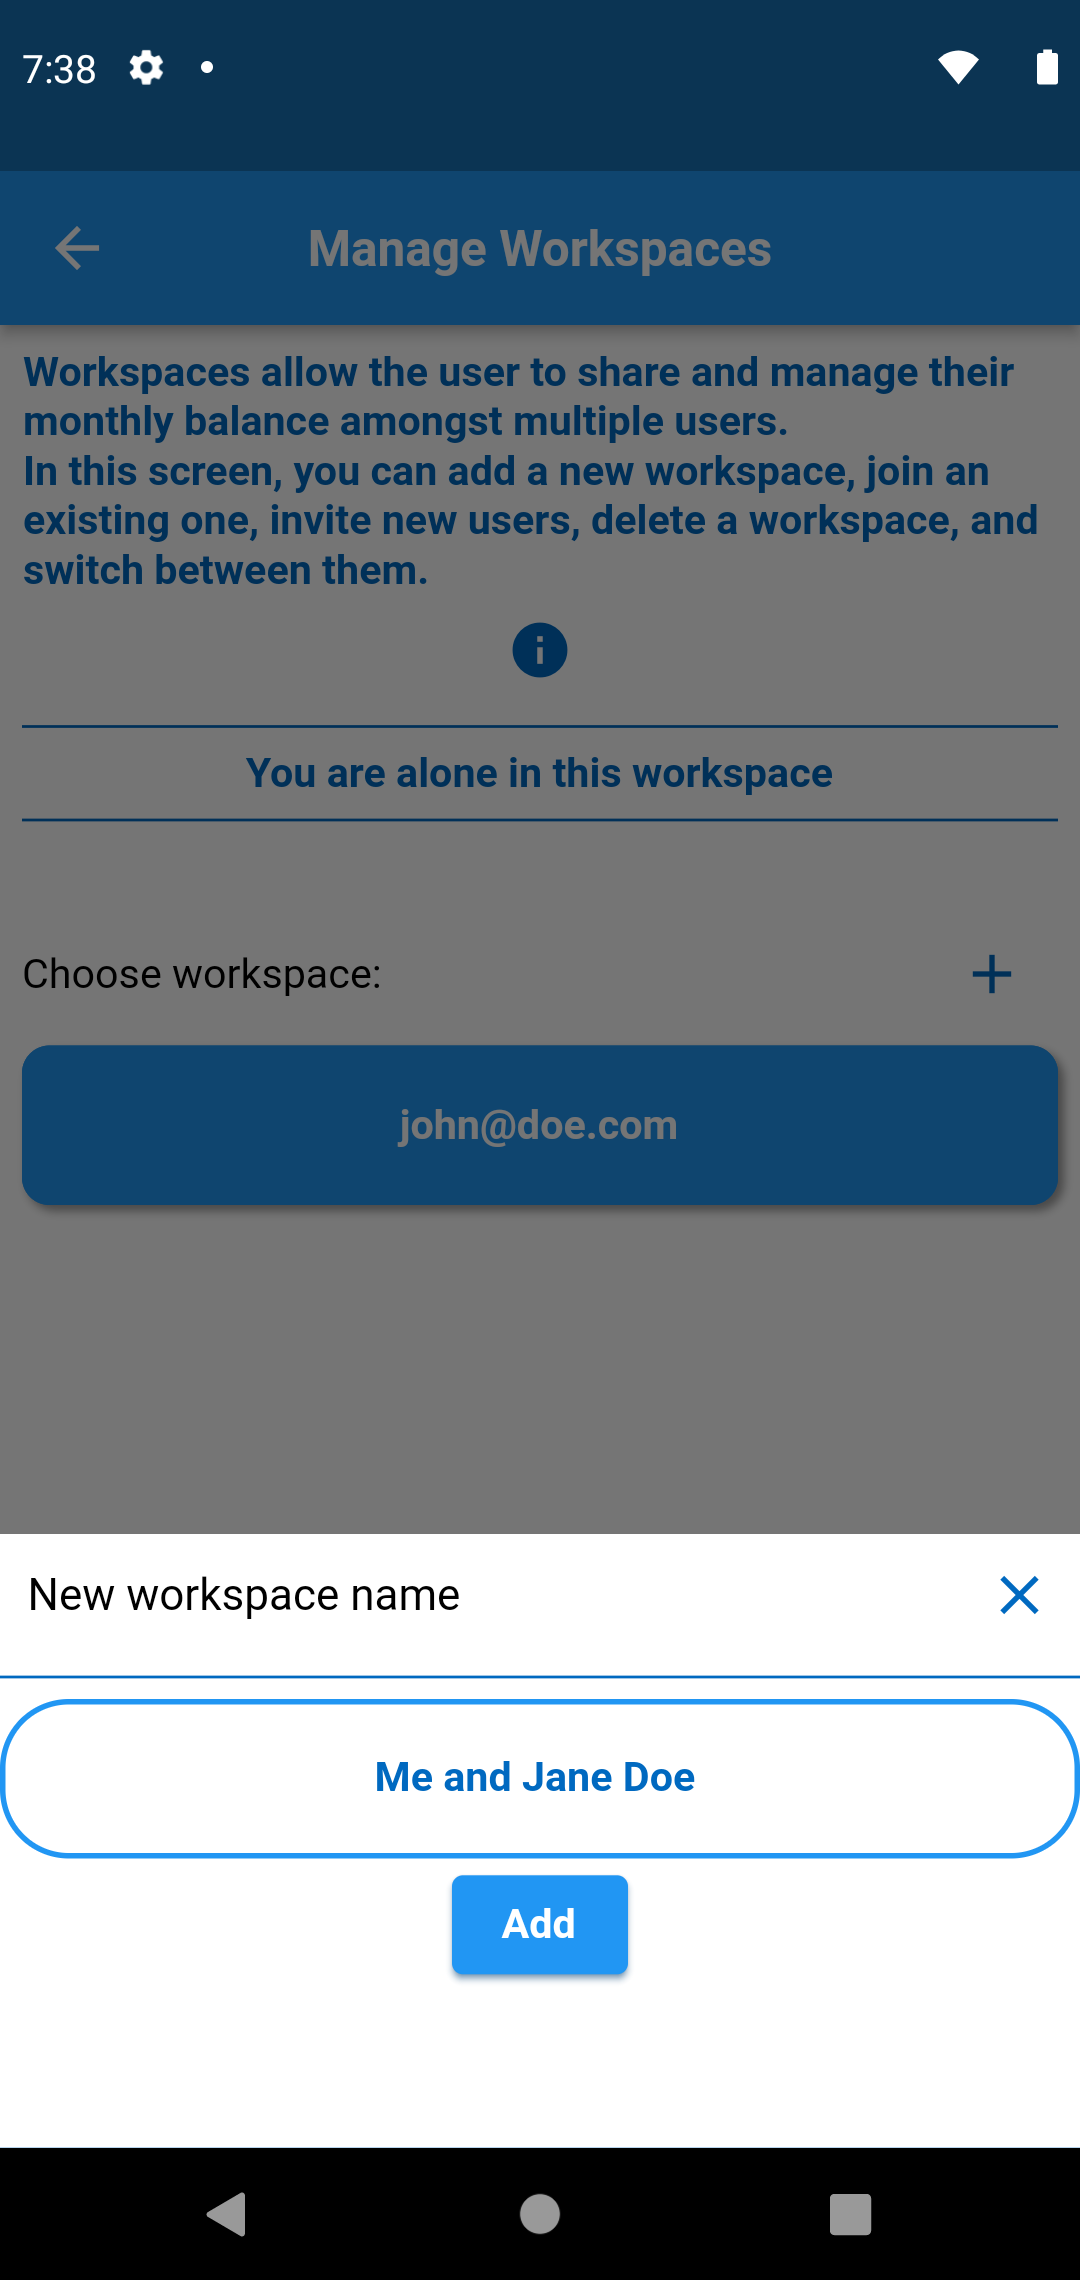 7:38
Manage Workspaces
Workspaces allow the user to share and manage their
monthly balance amongst multiple users.
In this screen, you can add a new workspace, join an
existing one, invite new users, delete a workspace, and
switch between them.
You are alone in this workspace
Choose workspace:
john@doe.com
New workspace name
Me and Jane Doe
Add